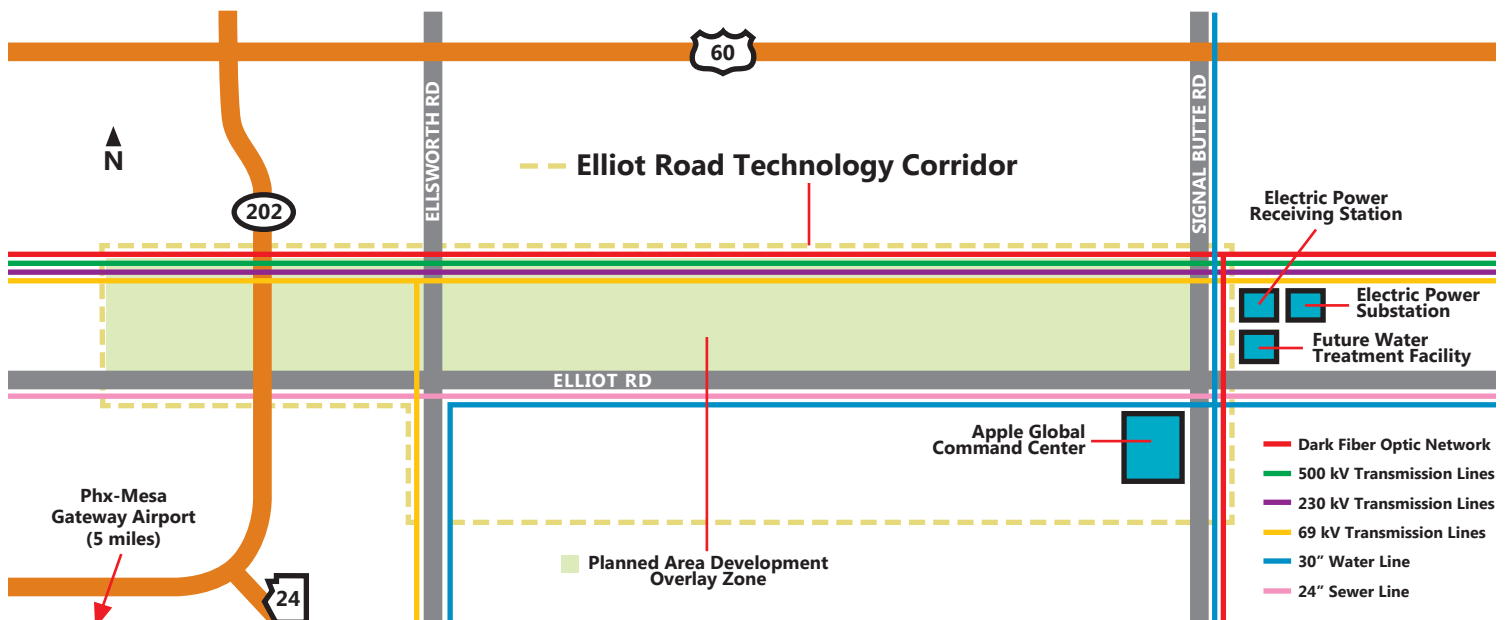 60
ELLSWORTH RD
SIGNAL BUTTE RD
N
Elliot Road Technology Corridor
202
Electric Power
Receiving Station
Electric Power
Substation
Future Water
Treatment Facility
ELLIOT RD
Apple Global
Command Center
Dark Fiber Optic Network
500 kV Transmission Lines
230 kV Transmission Lines
69 kV Transmission Lines
30” Water Line
24” Sewer Line
Phx-Mesa
Gateway Airport
(5 miles)
Planned Area Development
Overlay Zone
24